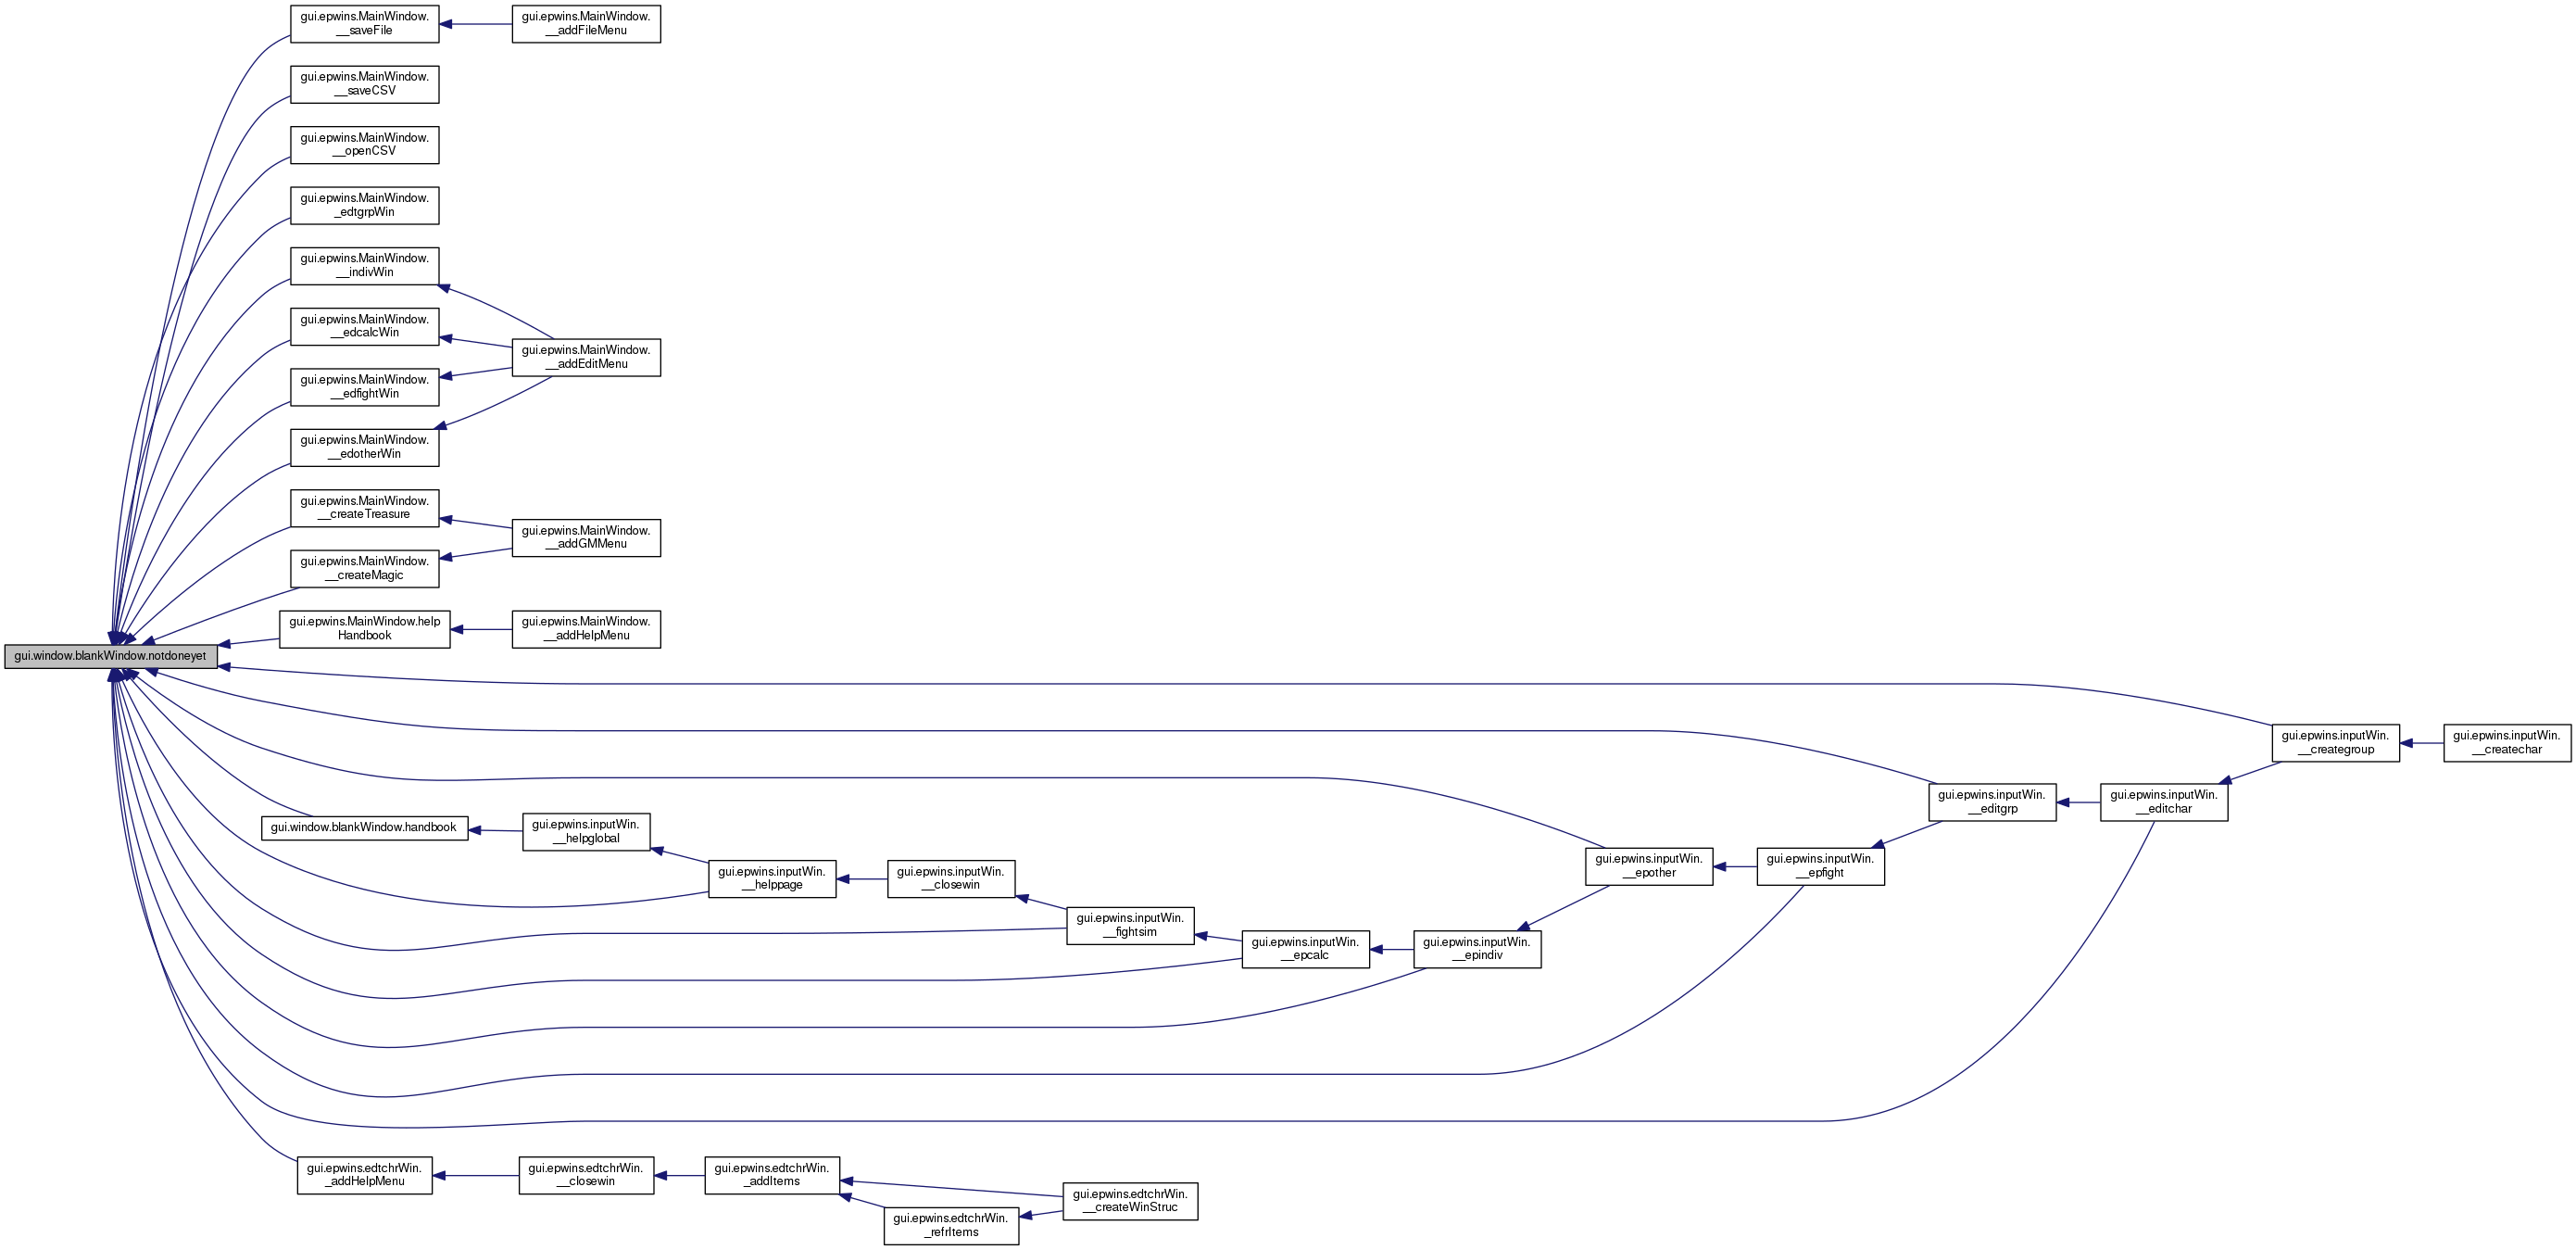 gui.epwins.MainWindow.
__saveFile
gui.epwins.MainWindow.
__addFileMenu
gui.epwins.MainWindow.
__saveCSV
gui.epwins.MainWindow.
__openCSV
gui.epwins.MainWindow.
_edtgrpWin
gui.epwins.MainWindow.
__indivWin
gui.epwins.MainWindow.
__edcalcWin
gui.epwins.MainWindow.
__addEditMenu
gui.epwins.MainWindow.
__edfightWin
gui.epwins.MainWindow.
__edotherWin
gui.epwins.MainWindow.
__createTreasure
gui.epwins.MainWindow.
__addGMMenu
gui.epwins.MainWindow.
__createMagic
gui.epwins.MainWindow.help
Handbook
gui.epwins.MainWindow.
__addHelpMenu
gui.window.blankWindow.notdoneyet
gui.epwins.inputWin.
__creategroup
gui.epwins.inputWin.
__createchar
gui.epwins.inputWin.
__editgrp
gui.epwins.inputWin.
__editchar
gui.window.blankWindow.handbook
gui.epwins.inputWin.
__helpglobal
gui.epwins.inputWin.
__helppage
gui.epwins.inputWin.
__closewin
gui.epwins.inputWin.
__epother
gui.epwins.inputWin.
__epfight
gui.epwins.inputWin.
__fightsim
gui.epwins.inputWin.
__epcalc
gui.epwins.inputWin.
__epindiv
gui.epwins.edtchrWin.
_addHelpMenu
gui.epwins.edtchrWin.
__closewin
gui.epwins.edtchrWin.
_addItems
gui.epwins.edtchrWin.
__createWinStruc
gui.epwins.edtchrWin.
_refrItems